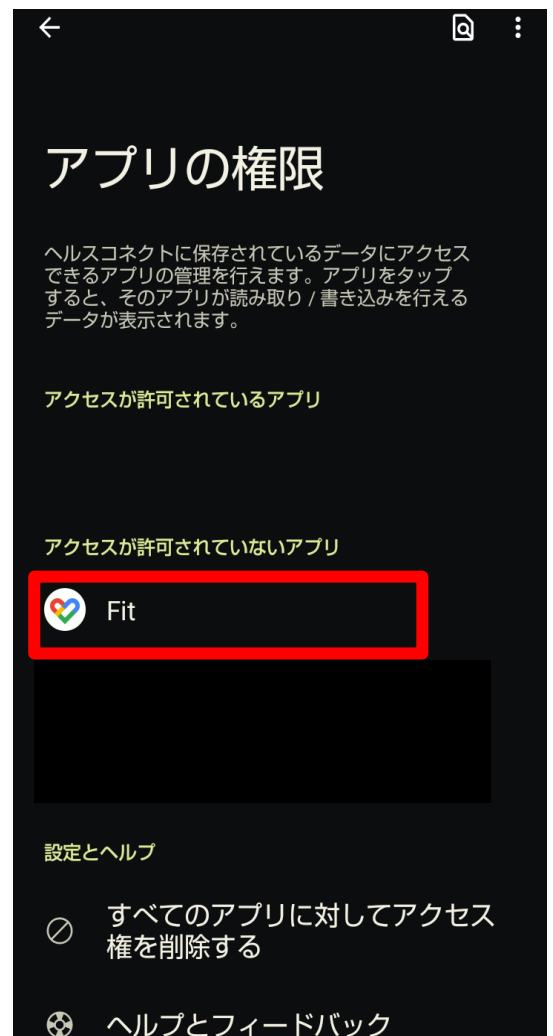 アプリの権限
ヘルスコネクトに保存されているデータにアクセス
できるアプリの管理を行えます。アプリをタップ
すると、そのアプリが読み取り / 書き込みを行える
データが表示されます。
アクセスが許可されているアプリ
アクセスが許可されていないアプリ
Fit
設定とヘルプ
すべてのアプリに対してアクセス
権を削除する
ヘルプとフィードバック